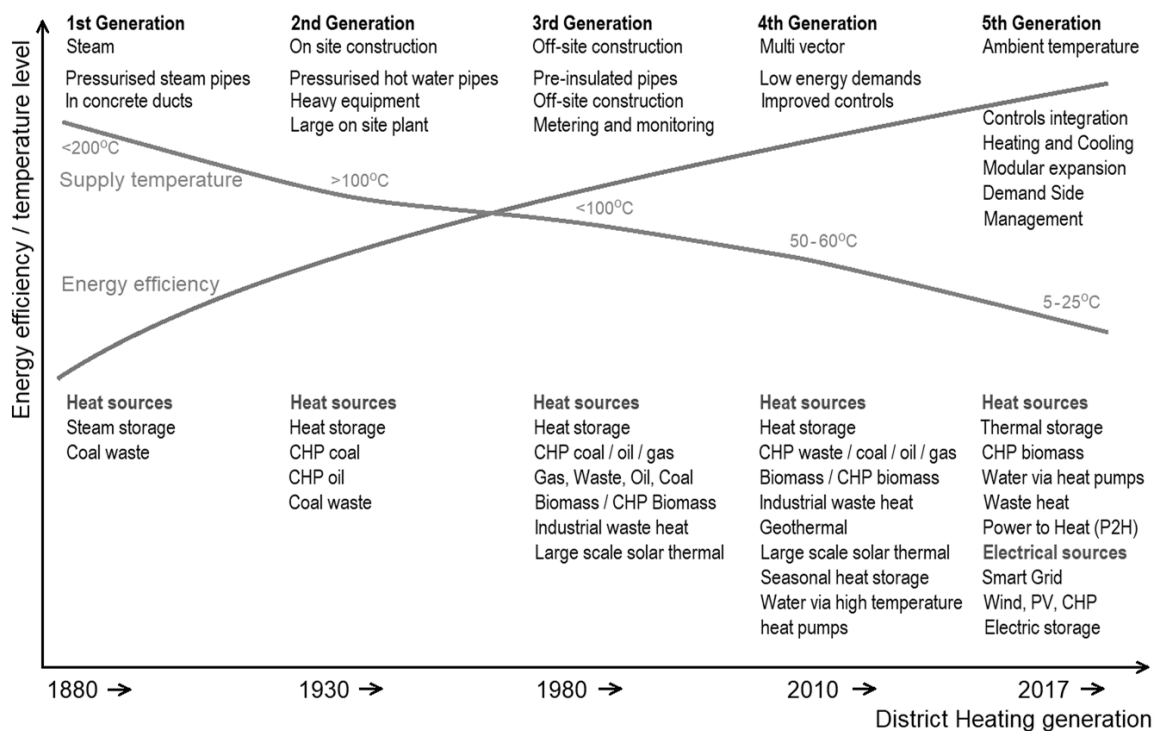 Energy efficiency / temperature level
1st Generation
Steam
Pressurised steam pipes
In concrete ducts
2nd Generation
On site construction
Pressurised hot water pipes
Heavy equipment
Large on site plant
3rd Generation
Off-site construction
Pre-insulated pipes
Off-site construction
Metering and monitoring
4th Generation
Multi vector
Low energy demands
Improved controls
5th Generation
Ambient temperature
Controls integration
Heating and Cooling
Modular expansion
Demand Side
Management
<200°C
Supply temperature
>100°C
<100°C
50-60°C
5-25°C
Energy efficiency
Heat sources
Steam storage
Coal waste
Heat sources
Heat storage
CHP coal
CHP oil
Coal waste
Heat sources
Heat storage
CHP coal / oil / gas
Gas, Waste, Oil, Coal
Biomass / CHP Biomass
Industrial waste heat
Large scale solar thermal
Heat sources
Heat storage
CHP waste / coal / oil / gas
Biomass / CHP biomass
Industrial waste heat
Geothermal
Large scale solar thermal
Seasonal heat storage
Water via high temperature
heat pumps
Heat sources
Thermal storage
CHP biomass
Water via heat pumps
Waste heat
Power to Heat (P2H)
Electrical sources
Smart Grid
Wind, PV, CHP
Electric storage
1880 →
1930 →
1980 →
2010 →
2017 →
District Heating generation